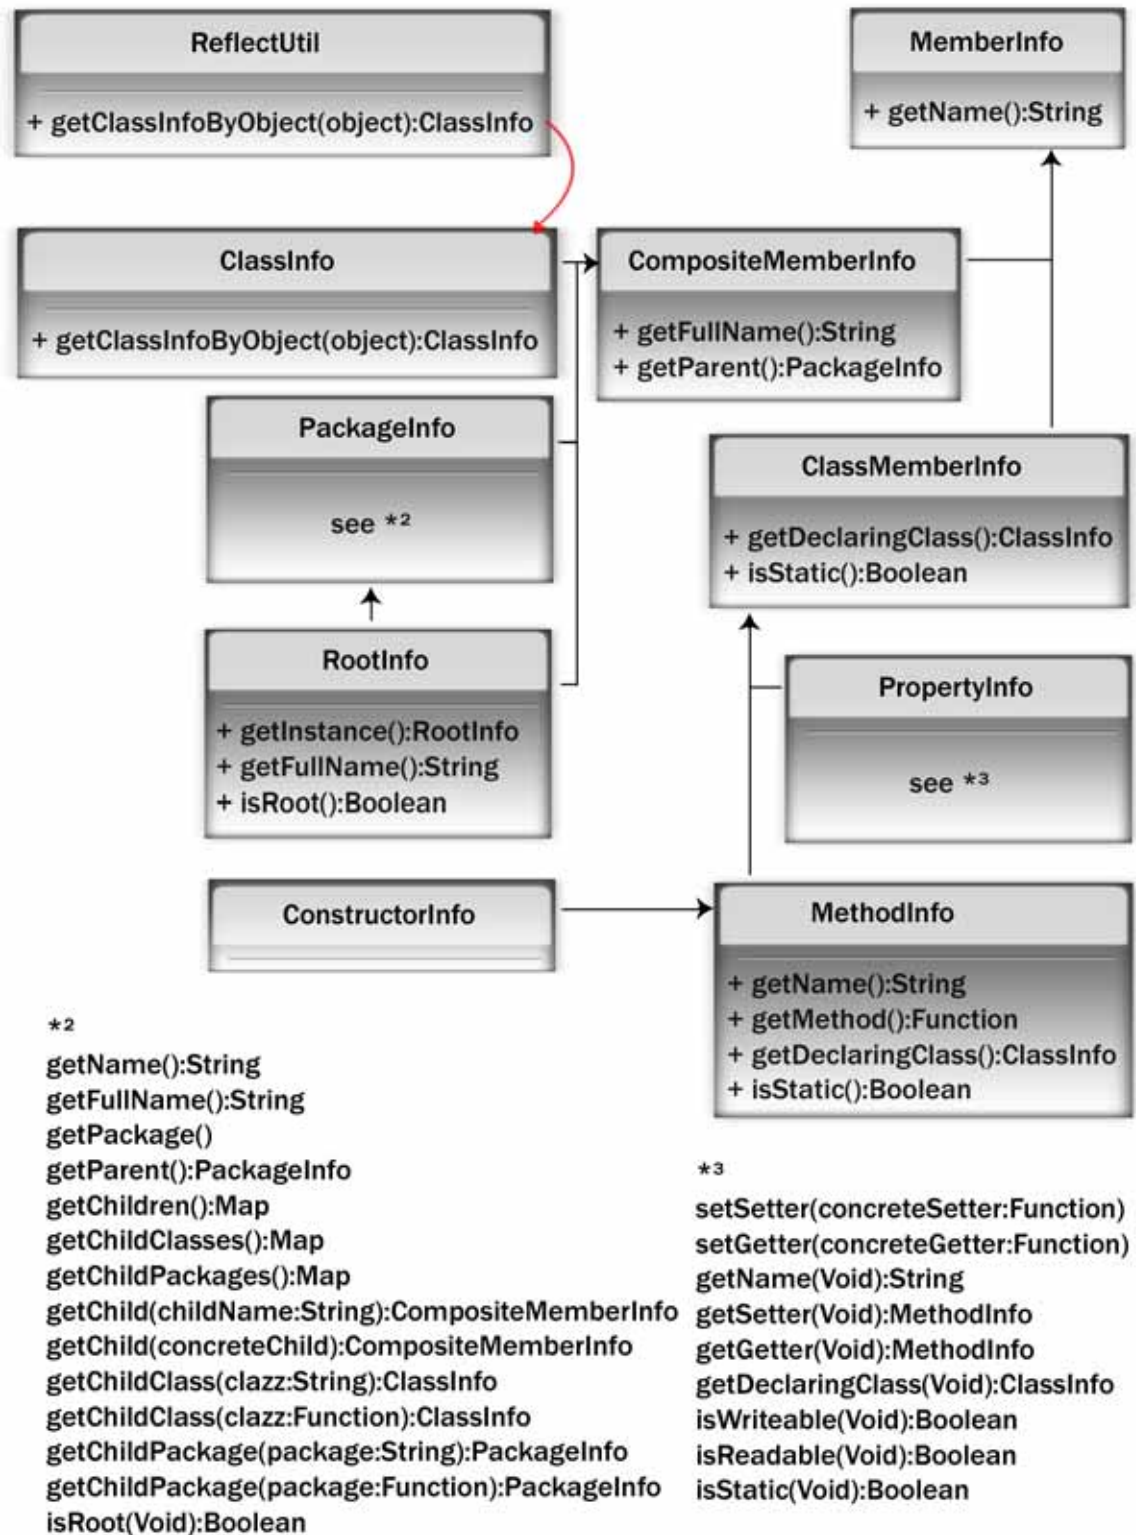 ReflectUtil
+ getClassInfoByObject(object):ClassInfo
MemberInfo
+ getName():String
ClassInfo
+ getClassInfoByObject(object):ClassInfo
CompositeMemberInfo
+ getFullName():String
+ getParent():PackageInfo
PackageInfo
see *²
ClassMemberInfo
+ getDeclaringClass():ClassInfo
+ isStatic():Boolean
RootInfo
+ getInstance():RootInfo
+ getFullName():String
+ isRoot():Boolean
PropertyInfo
see *³
ConstructorInfo
MethodInfo
+ getName():String
+ getMethod():Function
+ getDeclaringClass():ClassInfo
+ isStatic():Boolean
*²
getName():String
getFullName():String
getPackage()
getParent():PackageInfo
getChildren():Map
getChildClasses():Map
getChildPackages():Map
getChild(childName:String):CompositeMemberInfo
getChild(concreteChild):CompositeMemberInfo
getChildClass(clazz:String):ClassInfo
getChildClass(clazz:Function):ClassInfo
getChildPackage(package:String):PackageInfo
getChildPackage(package:Function):PackageInfo
isRoot(Void):Boolean
*³
setSetter(concreteSetter:Function)
setGetter(concreteGetter:Function)
getName(Void):String
getSetter(Void):MethodInfo
getGetter(Void):MethodInfo
getDeclaringClass(Void):ClassInfo
isWriteable(Void):Boolean
isReadable(Void):Boolean
isStatic(Void):Boolean